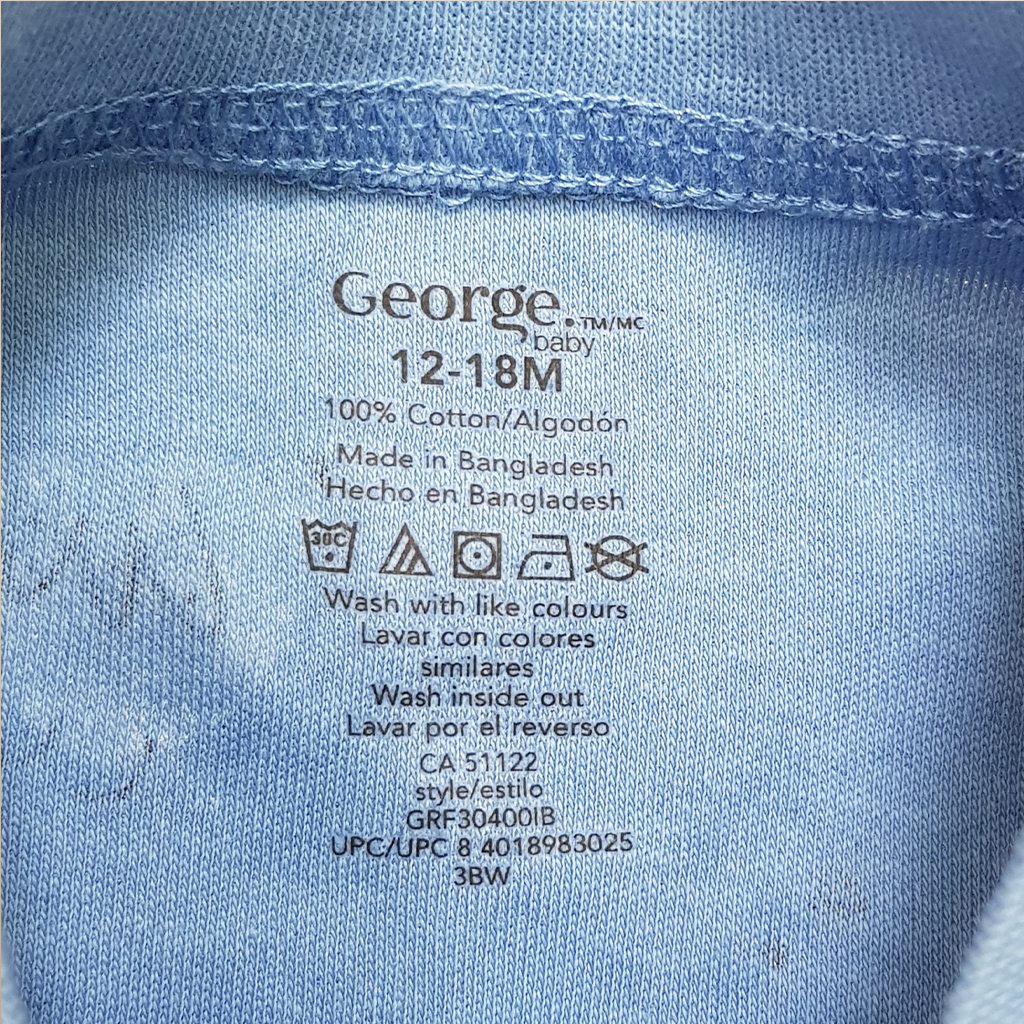 George.™/MC
baby
12-18M
100% Cotton/Algodón
Made in Bangladesh
Hecho en Bangladesh
30C
Wash with like colours
Lavar con colores
similares
Wash inside out
Lavar por el reverso
CA 51122
style/estilo
GRF30400IB
UPC/UPC 8 4018983025
3BW